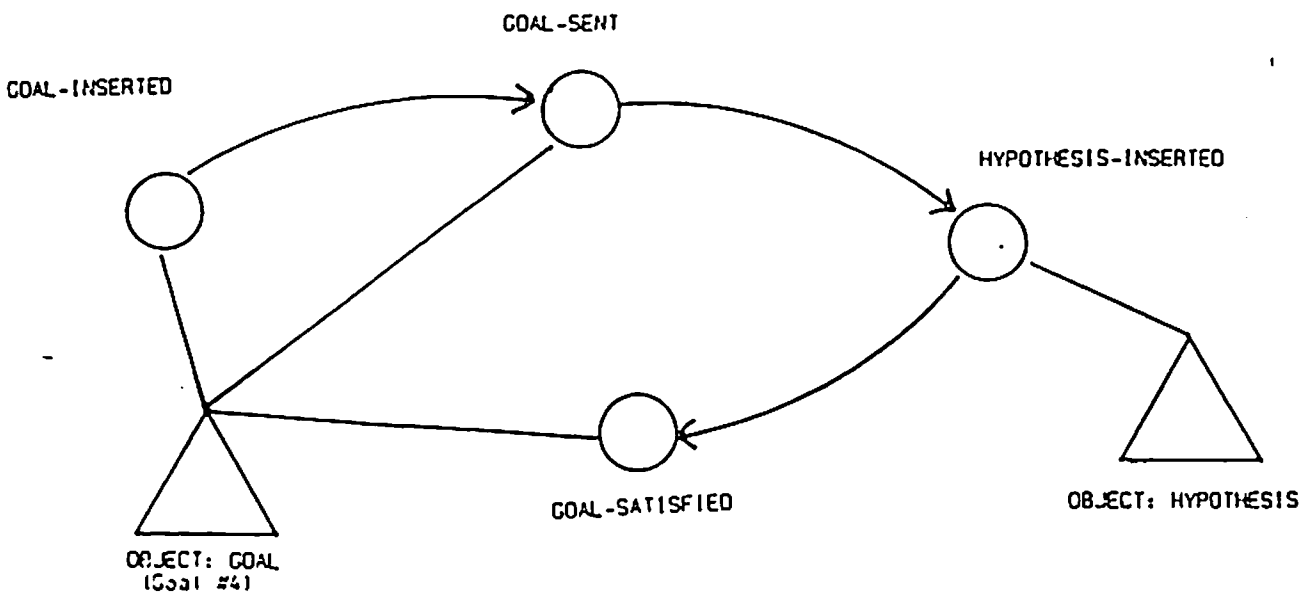 GOAL-SENT
GOAL-INSERTED
HYPOTHESIS-INSERTED
GOAL-SATISFIED
OBJECT: HYPOTHESIS
OBJECT: GOAL
(Goal #4)